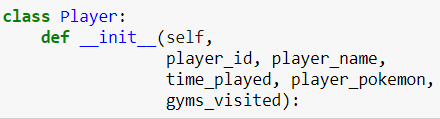 class Player:
    def __init__(self,
                 player_id, player_name,
                 time_played, player_pokemon,
                 gyms_visited):